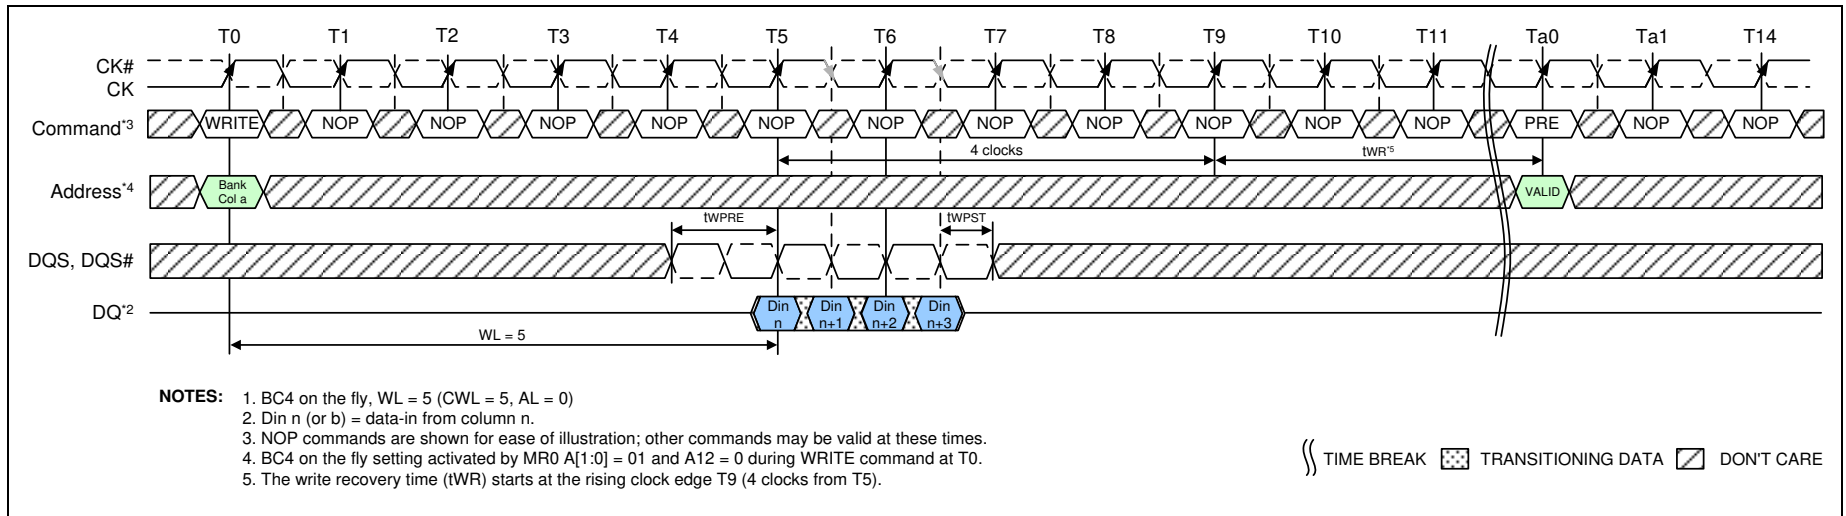 T0 T1 T2 T3 T4 T5 T6 T7 T8 T9 T10 T11 Ta0 Ta1 T14
CK#
CK
Command*3 WRITE NOP NOP NOP NOP NOP NOP NOP NOP NOP NOP NOP PRE NOP NOP
4 clocks tWR*5
Address*4 Bank Col a VALID
tWPRE tWPST
DQS, DQS#
DQ*2 Din n Din n+1 Din n+2 Din n+3
WL = 5
NOTES: 1. BC4 on the fly, WL = 5 (CWL = 5, AL = 0)
2. Din n (or b) = data-in from column n.
3. NOP commands are shown for ease of illustration; other commands may be valid at these times.
4. BC4 on the fly setting activated by MR0 A[1:0] = 01 and A12 = 0 during WRITE command at T0.
5. The write recovery time (tWR) starts at the rising clock edge T9 (4 clocks from T5).
TIME BREAK TRANSITIONING DATA DON'T CARE